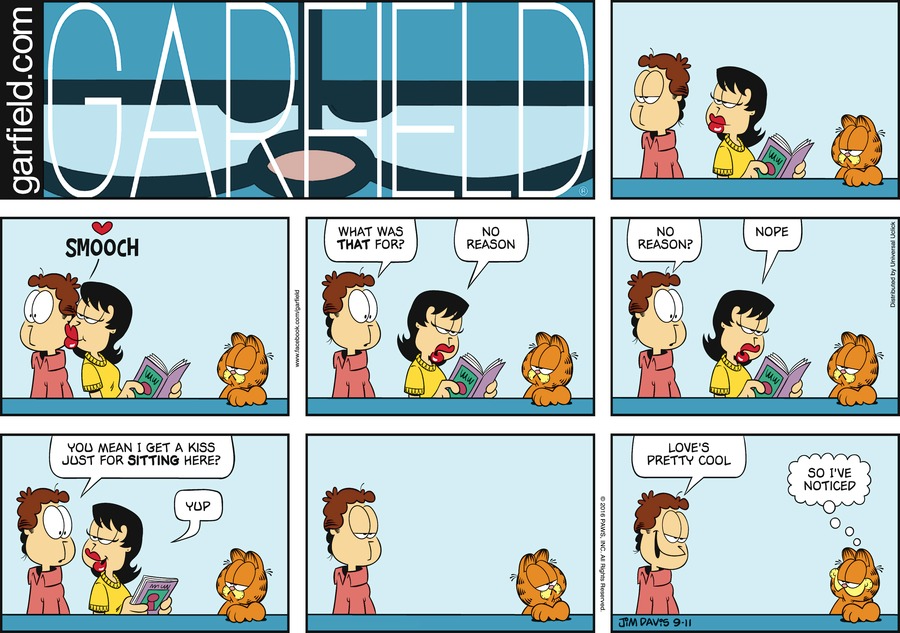 garfield.com
GARFIELD
®
SMOOCH
www.facebook.com/garfield
WHAT WAS
THAT FOR?
NO
REASON
NO
REASON?
NOPE
Distributed by Universal Uclick
YOU MEAN I GET A KISS
JUST FOR SITTING HERE?
YUP
© 2016 PAWS, INC. All Rights Reserved.
LOVE'S
PRETTY COOL
SO I'VE
NOTICED
JIM DAVIS 9-11